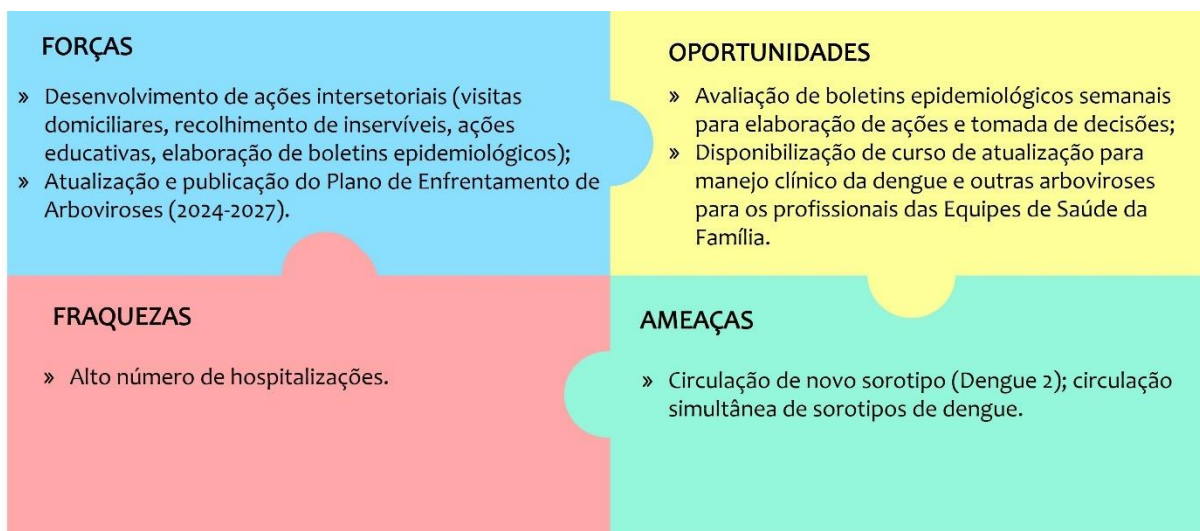 FORÇAS
» Desenvolvimento de ações intersetoriais (visitas
domiciliares, recolhimento de inservíveis, ações
educativas, elaboração de boletins epidemiológicos);
» Atualização e publicação do Plano de Enfrentamento de
Arboviroses (2024-2027).
OPORTUNIDADES
» Avaliação de boletins epidemiológicos semanais
para elaboração de ações e tomada de decisões;
» Disponibilização de curso de atualização para
manejo clínico da dengue e outras arboviroses
para os profissionais das Equipes de Saúde da
Família.
FRAQUEZAS
» Alto número de hospitalizações.
AMEAÇAS
» Circulação de novo sorotipo (Dengue 2); circulação
simultânea de sorotipos de dengue.